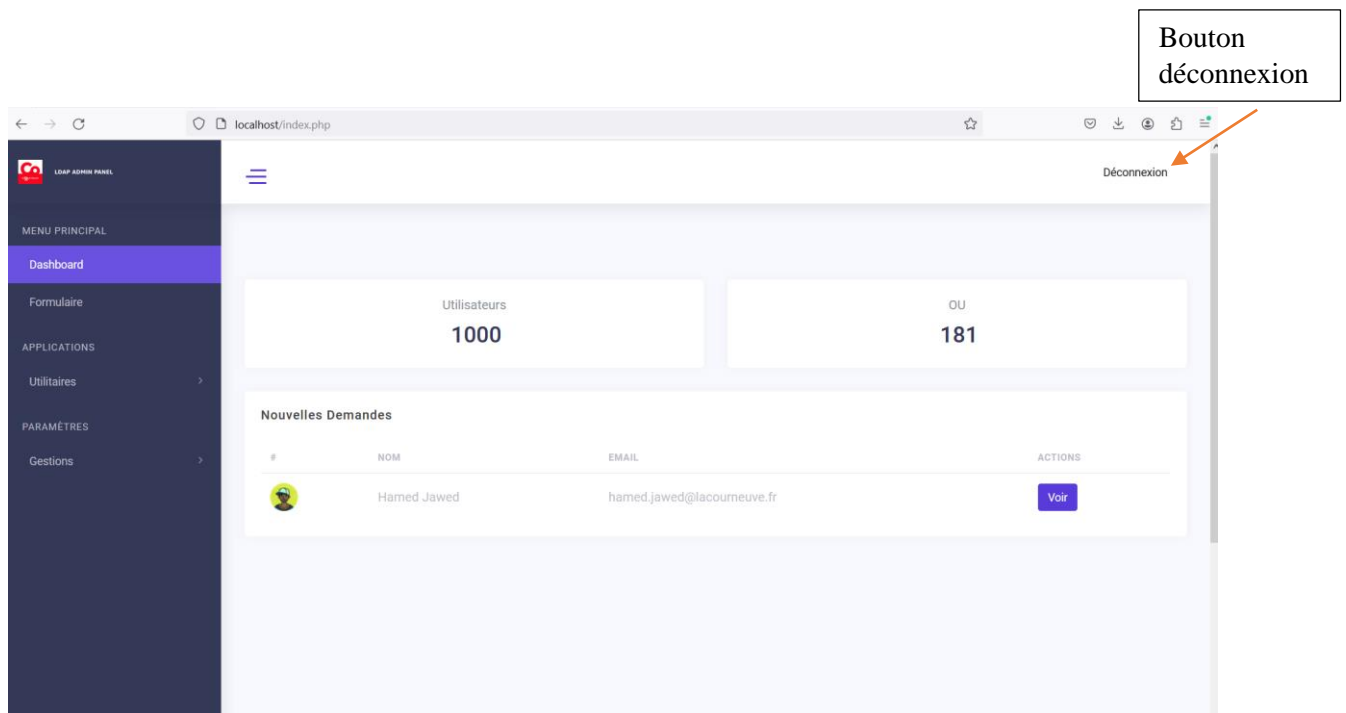 Bouton
déconnexion
localhost/index.php
Co
LDAP ADMIN PANEL
Déconnexion
MENU PRINCIPAL
Dashboard
Formulaire
APPLICATIONS
Utilitaires
PARAMÈTRES
Gestions
Utilisateurs
1000
OU
181
Nouvelles Demandes
# NOM EMAIL ACTIONS
Hamed Jawed hamed.jawed@lacourneuve.fr Voir